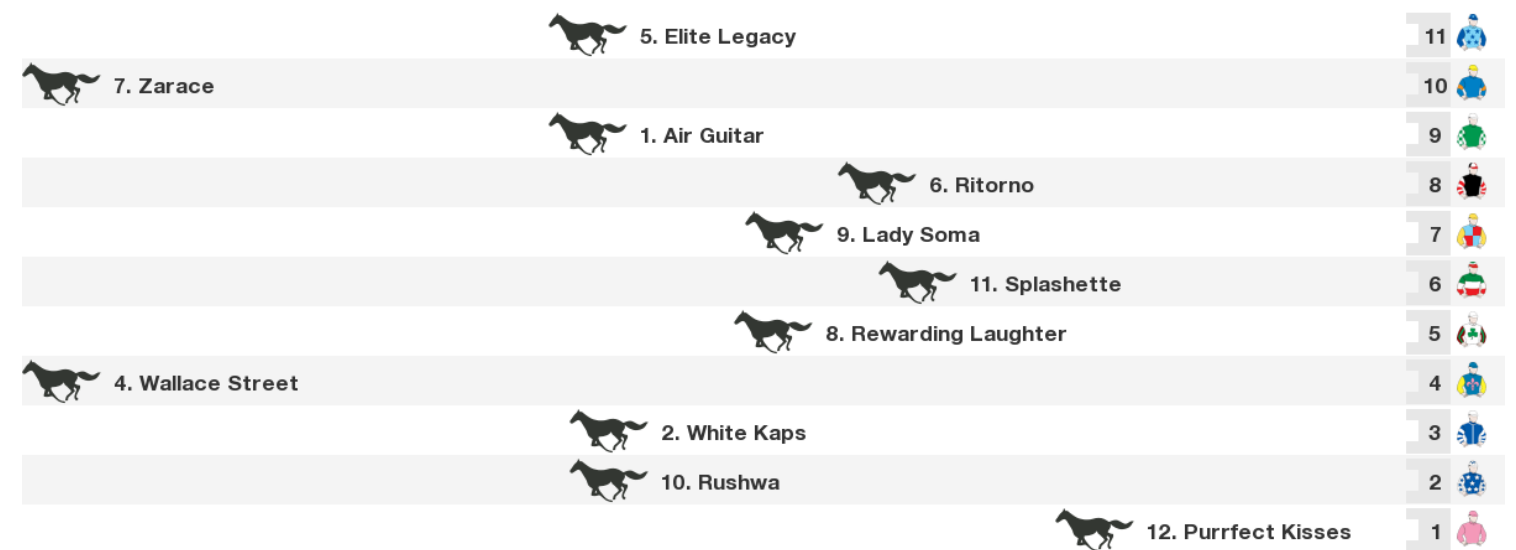 5. Elite Legacy 11
7. Zarace 10
1. Air Guitar 9
6. Ritorno 8
9. Lady Soma 7
11. Splashette 6
8. Rewarding Laughter 5
4. Wallace Street 4
2. White Kaps 3
10. Rushwa 2
12. Purrfect Kisses 1